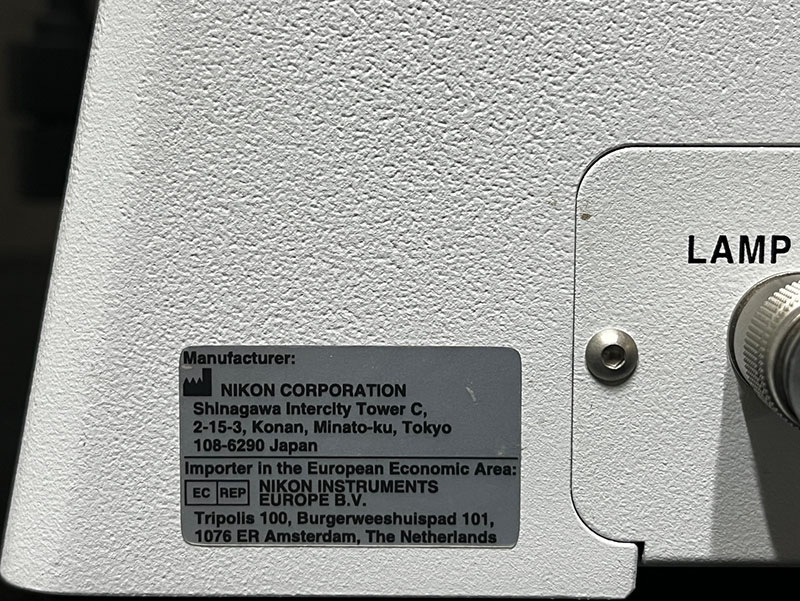 LAMP
Manufacturer:
NIKON CORPORATION
Shinagawa Intercity Tower C,
2-15-3, Konan, Minato-ku, Tokyo
108-6290 Japan
Importer in the European Economic Area:
EC REP NIKON INSTRUMENTS
EUROPE B.V.
Tripolis 100, Burgerweeshuispad 101,
1076 ER Amsterdam, The Netherlands